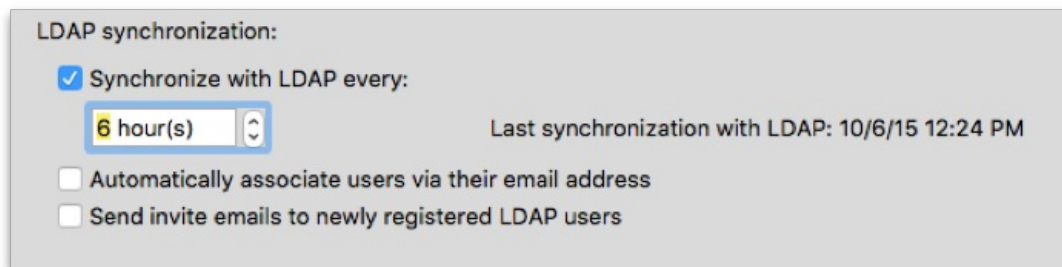 LDAP synchronization:
Synchronize with LDAP every:
6 hour(s) Last synchronization with LDAP: 10/6/15 12:24 PM
Automatically associate users via their email address
Send invite emails to newly registered LDAP users